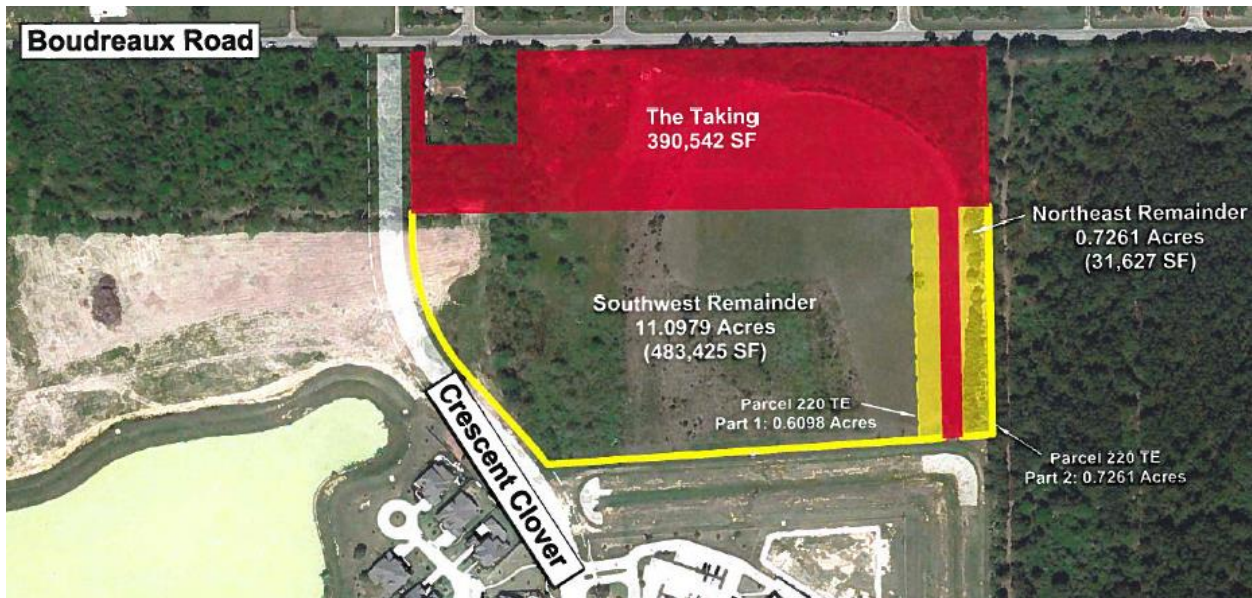 Boudreaux Road
The Taking
390,542 SF
Northeast Remainder
0.7261 Acres
(31,627 SF)
Southwest Remainder
11.0979 Acres
(483,425 SF)
Parcel 220 TE
Part 1: 0.6098 Acres
Parcel 220 TE
Part 2: 0.7261 Acres
Crescent Clover